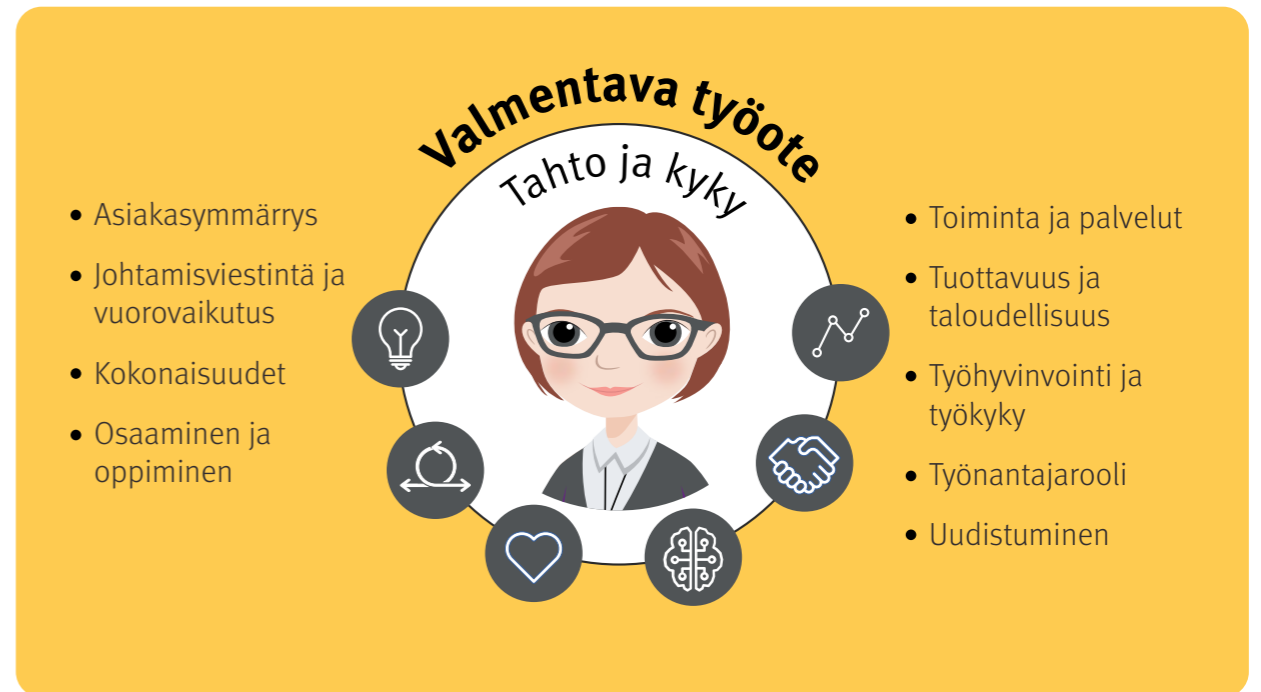 Valmentava työote
Tahto ja kyky
• Asiakasymmärrys
• Johtamisviestintä ja
vuorovaikutus
• Kokonaisuudet
• Osaaminen ja
oppiminen
• Toiminta ja palvelut
• Tuottavuus ja
taloudellisuus
• Työhyvinvointi ja
työkyky
• Työnantajarooli
• Uudistuminen